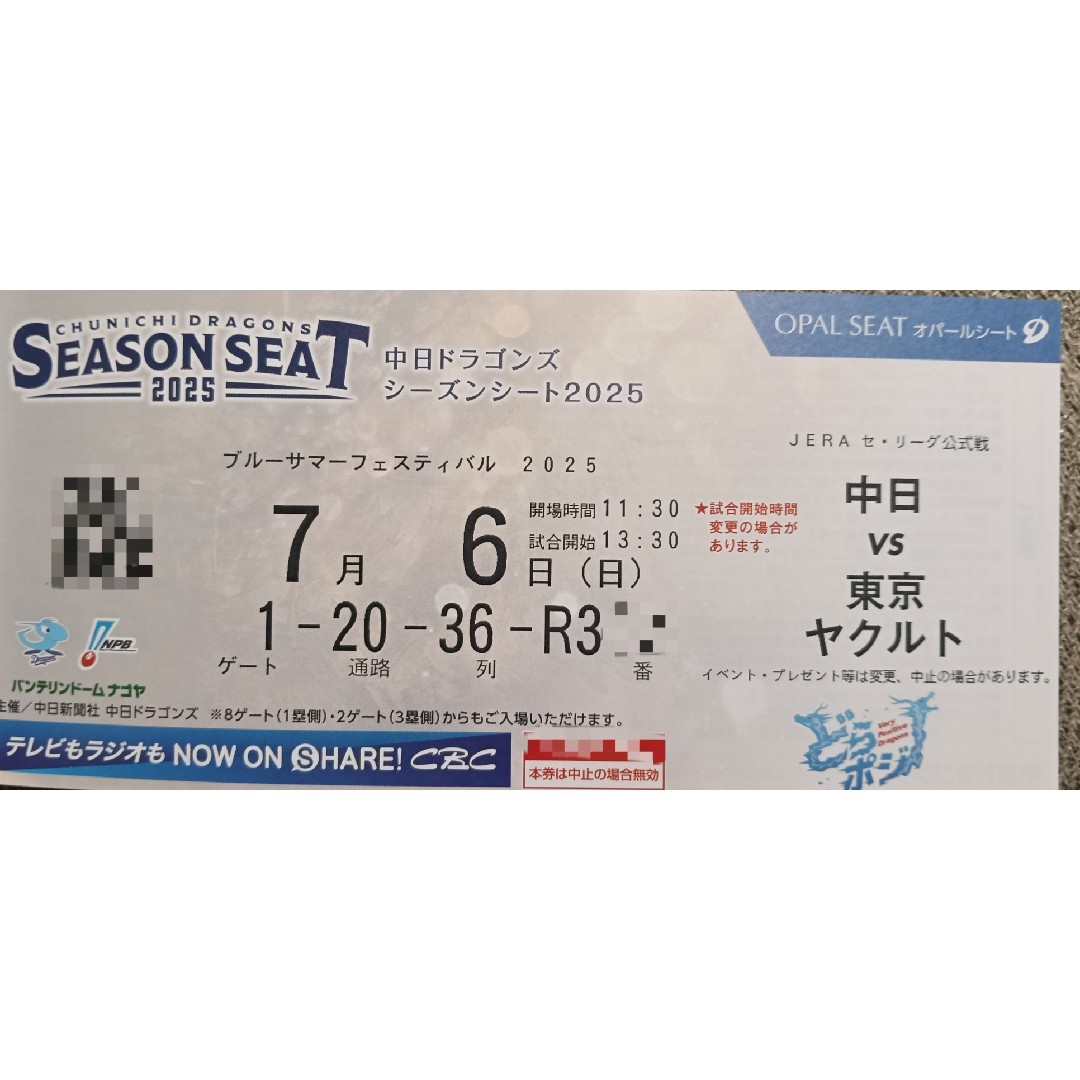 CHUNICHI DRAGONS
SEASON SEAT
2025
中日ドラゴンズ
シーズンシート2025
OPAL SEAT オパールシート
JERA セ・リーグ公式戦
ブルーサマーフェスティバル 2025
7月 6日(日)
開場時間 11:30
試合開始 13:30
★試合開始時間
変更の場合が
あります。
中日
VS
東京
ヤクルト
1-20-36-R3
ゲート 通路 列 番
イベント・プレゼント等は変更、中止の場合があります。
Dragons
NPB
バンテリンドーム ナゴヤ
主催/中日新聞社 中日ドラゴンズ ※8ゲート(1塁側)・2ゲート(3塁側)からもご入場いただけます。
テレビもラジオも NOW ON SHARE! CBC
本券は中止の場合無効
どらポジ
Very
Positive
Dragons